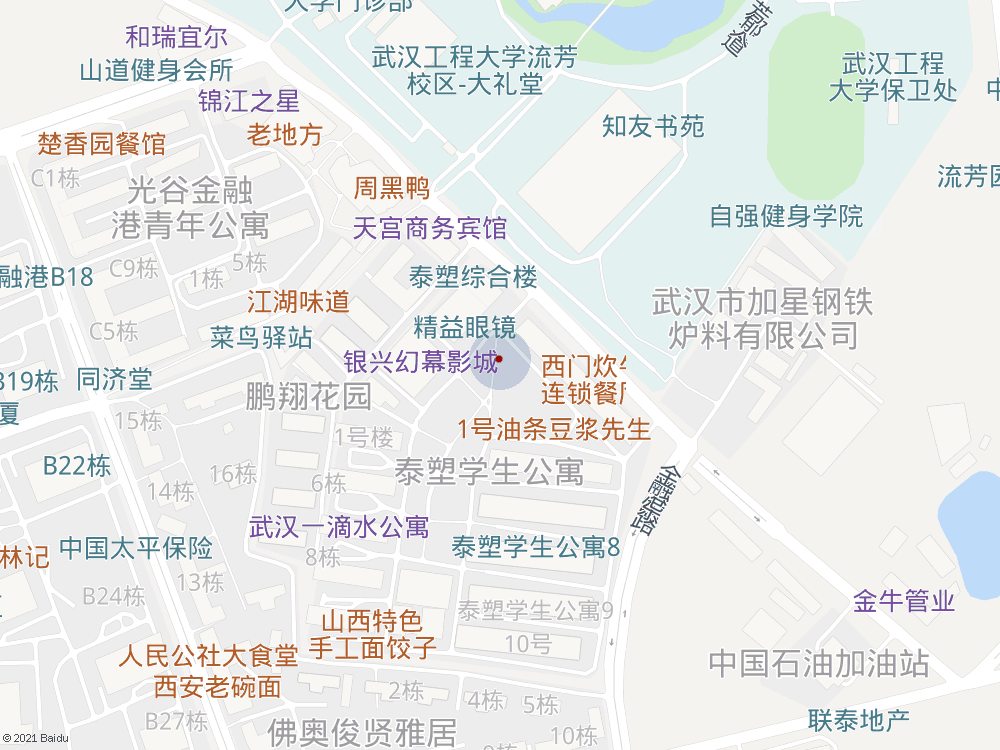 大学门诊部
和瑞宜尔
山道健身会所
武汉工程大学流芳
校区-大礼堂
武汉工程
大学保卫处
锦江之星
老地方
知友书苑
楚香园餐馆
C1栋
周黑鸭
光谷金融
港青年公寓
天宫商务宾馆
自强健身学院
C9栋
5栋
1栋
融港B18
泰塑综合楼
江湖味道
武汉市加星钢铁
炉料有限公司
C5栋
菜鸟驿站
精益眼镜
银兴幻幕影城
西门炊
连锁餐
B19栋
同济堂
厦
鹏翔花园
1号油条豆浆先生
1号楼
B22栋
16栋
泰塑学生公寓
14栋
6栋
金融港路
武汉一滴水公寓
林记
中国太平保险
8栋
泰塑学生公寓8
13栋
B24栋
泰塑学生公寓9
金牛管业
山西特色
手工面饺子
10号
人民公社大食堂
西安老碗面
中国石油加油站
2栋
4栋
5栋
B27栋
佛奥俊贤雅居
联泰地产
10栋
© 2021 Baidu